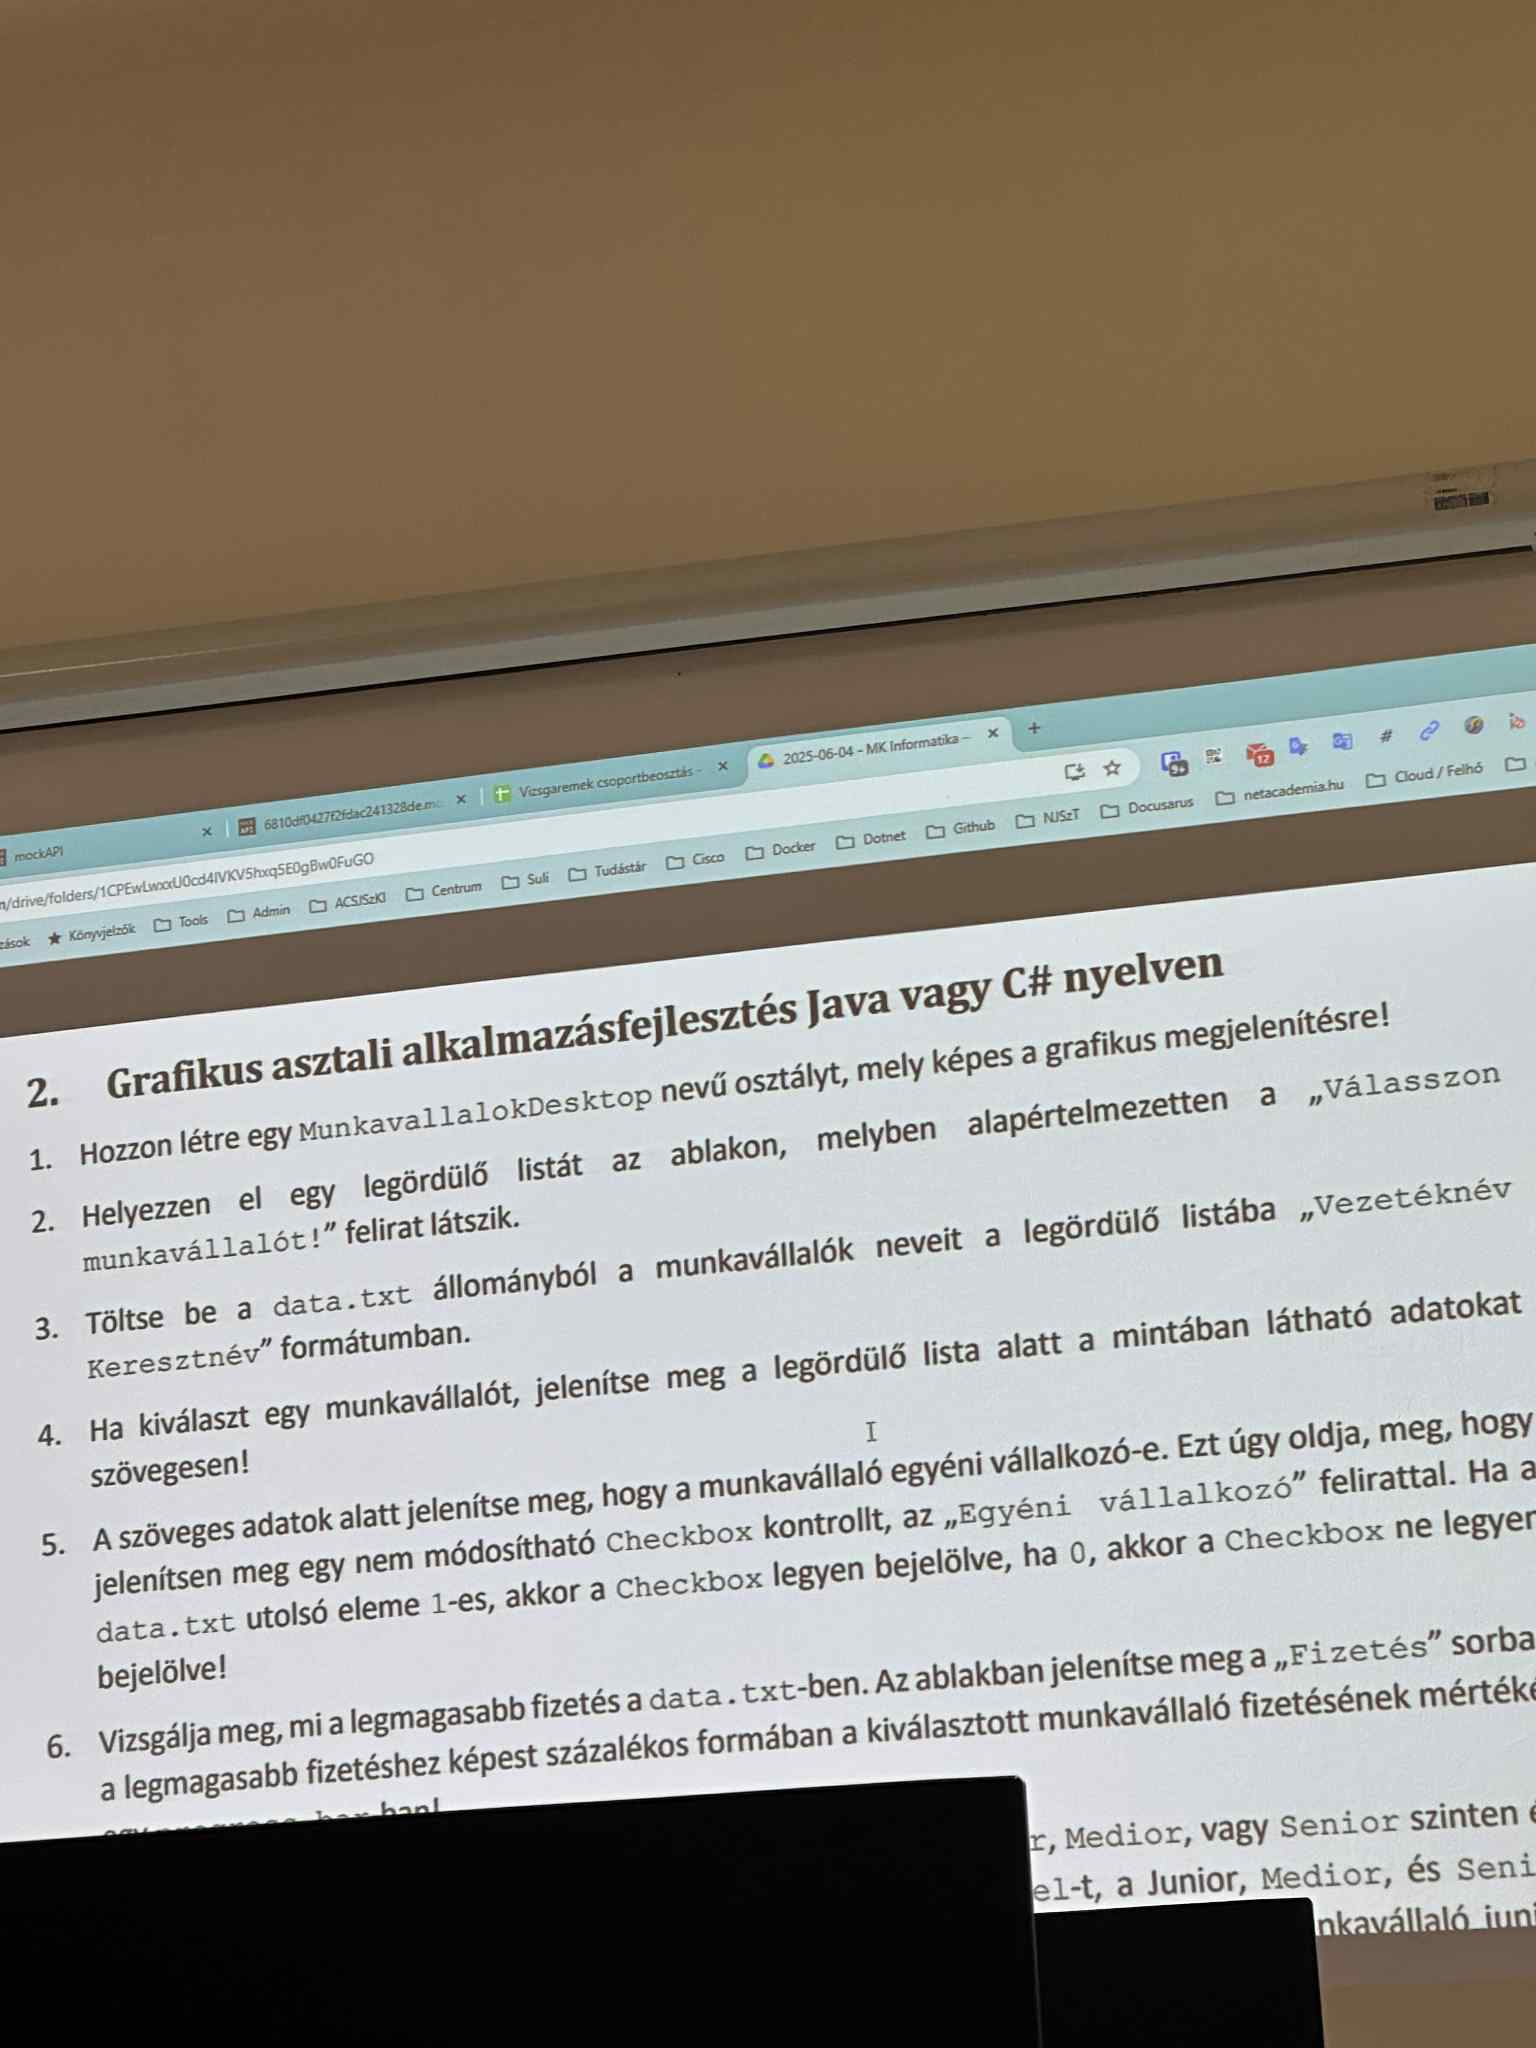 mockAPI
6810df0427f2fdac241328de.mo
Vizsgaremek csoportbeosztás -
2025-06-04 - MK Informatika –
n/drive/folders/1CPEwLwxxU0cd4IVKV5hxq5E0gBw0FuGO
9+
12
#
Könyvjelzők
Tools
Admin
ACSJSzKI
Centrum
Suli
Tudástár
Cisco
Docker
Dotnet
Github
NJSzT
Docusarus
netacademia.hu
Cloud / Felhő
2. Grafikus asztali alkalmazásfejlesztés Java vagy C# nyelven
1. Hozzon létre egy MunkavallalokDesktop nevű osztályt, mely képes a grafikus megjelenítésre!
2. Helyezzen el egy legördülő listát az ablakon, melyben alapértelmezetten a „Válasszon
munkavállalót!” felirat látszik.
3. Töltse be a data.txt állományból a munkavállalók neveit a legördülő listába „Vezetéknév
Keresztnév” formátumban.
4. Ha kiválaszt egy munkavállalót, jelenítse meg a legördülő lista alatt a mintában látható adatokat
szövegesen!
5. A szöveges adatok alatt jelenítse meg, hogy a munkavállaló egyéni vállalkozó-e. Ezt úgy oldja, meg, hogy
jelenítsen meg egy nem módosítható Checkbox kontrollt, az „Egyéni vállalkozó” felirattal. Ha a
data.txt utolsó eleme 1-es, akkor a Checkbox legyen bejelölve, ha 0, akkor a Checkbox ne legyen
bejelölve!
6. Vizsgálja meg, mi a legmagasabb fizetés a data.txt-ben. Az ablakban jelenítse meg a „Fizetés” sorba
a legmagasabb fizetéshez képest százalékos formában a kiválasztott munkavállaló fizetésének mérték
r, Medior, vagy Senior szinten
el-t, a Junior, Medior, és Seni
nkavállaló juni